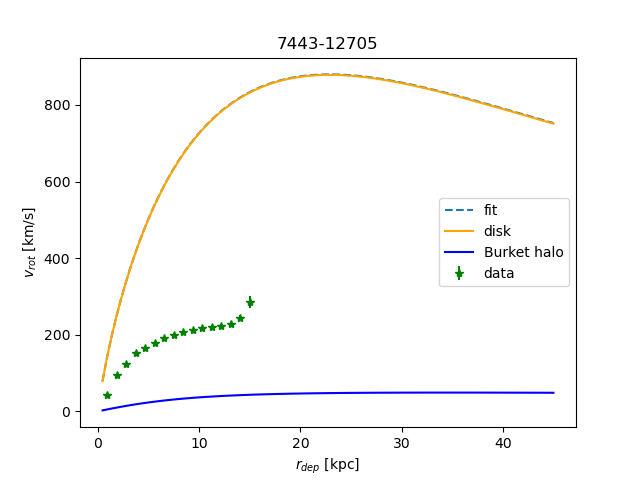 7443-12705
800
600
400
200
0
v_rot [km/s]
fit
disk
Burket halo
data
0 10 20 30 40
r_dep [kpc]